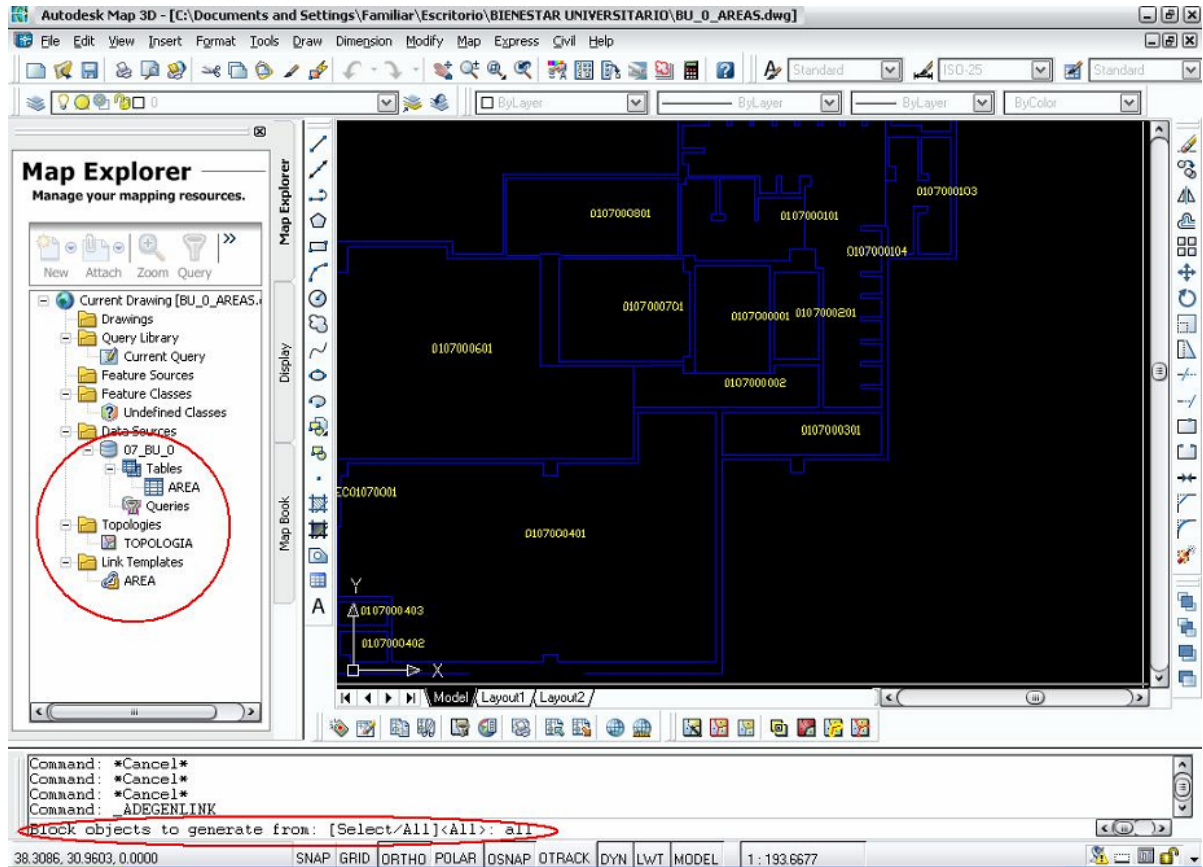 Autodesk Map 3D - [C:\Documents and Settings\Familiar\Escritorio\BIENESTAR UNIVERSITARIO\BU_0_AREAS.dwg]
File Edit View Insert Format Tools Draw Dimension Modify Map Express Civil Help
Standard ISO-25 Standard
0 ByLayer ByLayer ByLayer ByColor
Map Explorer
Manage your mapping resources.
New Attach Zoom Query
Current Drawing [BU_0_AREAS.
Drawings
Query Library
Current Query
Feature Sources
Feature Classes
Undefined Classes
Data Sources
07_BU_0
Tables
AREA
Queries
Topologies
TOPOLOGIA
Link Templates
AREA
Map Explorer
Display
Map Book
0107000103
0107000801
0107000101
0107000104
0107000701
0107000001
0107000201
0107000601
0107000002
0107000301
EC01070001
0107000401
Y
0107000403
0107000402
X
Model Layout1 Layout2
Command: *Cancel*
Command: *Cancel*
Command: *Cancel*
Command: _ADEGENLINK
Block objects to generate from: [Select/All]<All>: all
38.3086, 30.9603, 0.0000 SNAP GRID ORTHO POLAR OSNAP OTRACK DYN LWT MODEL 1 : 193.6677